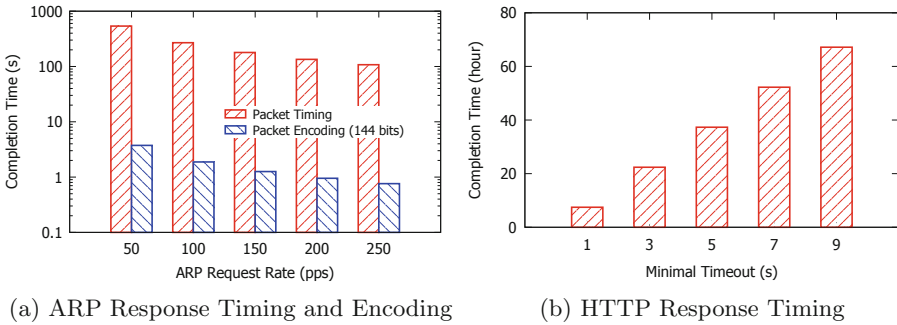 1000
100
10
1
0.1
Completion Time (s)
Packet Timing
Packet Encoding (144 bits)
50 100 150 200 250
ARP Request Rate (pps)
(a) ARP Response Timing and Encoding
80
60
40
20
0
Completion Time (hour)
1 3 5 7 9
Minimal Timeout (s)
(b) HTTP Response Timing